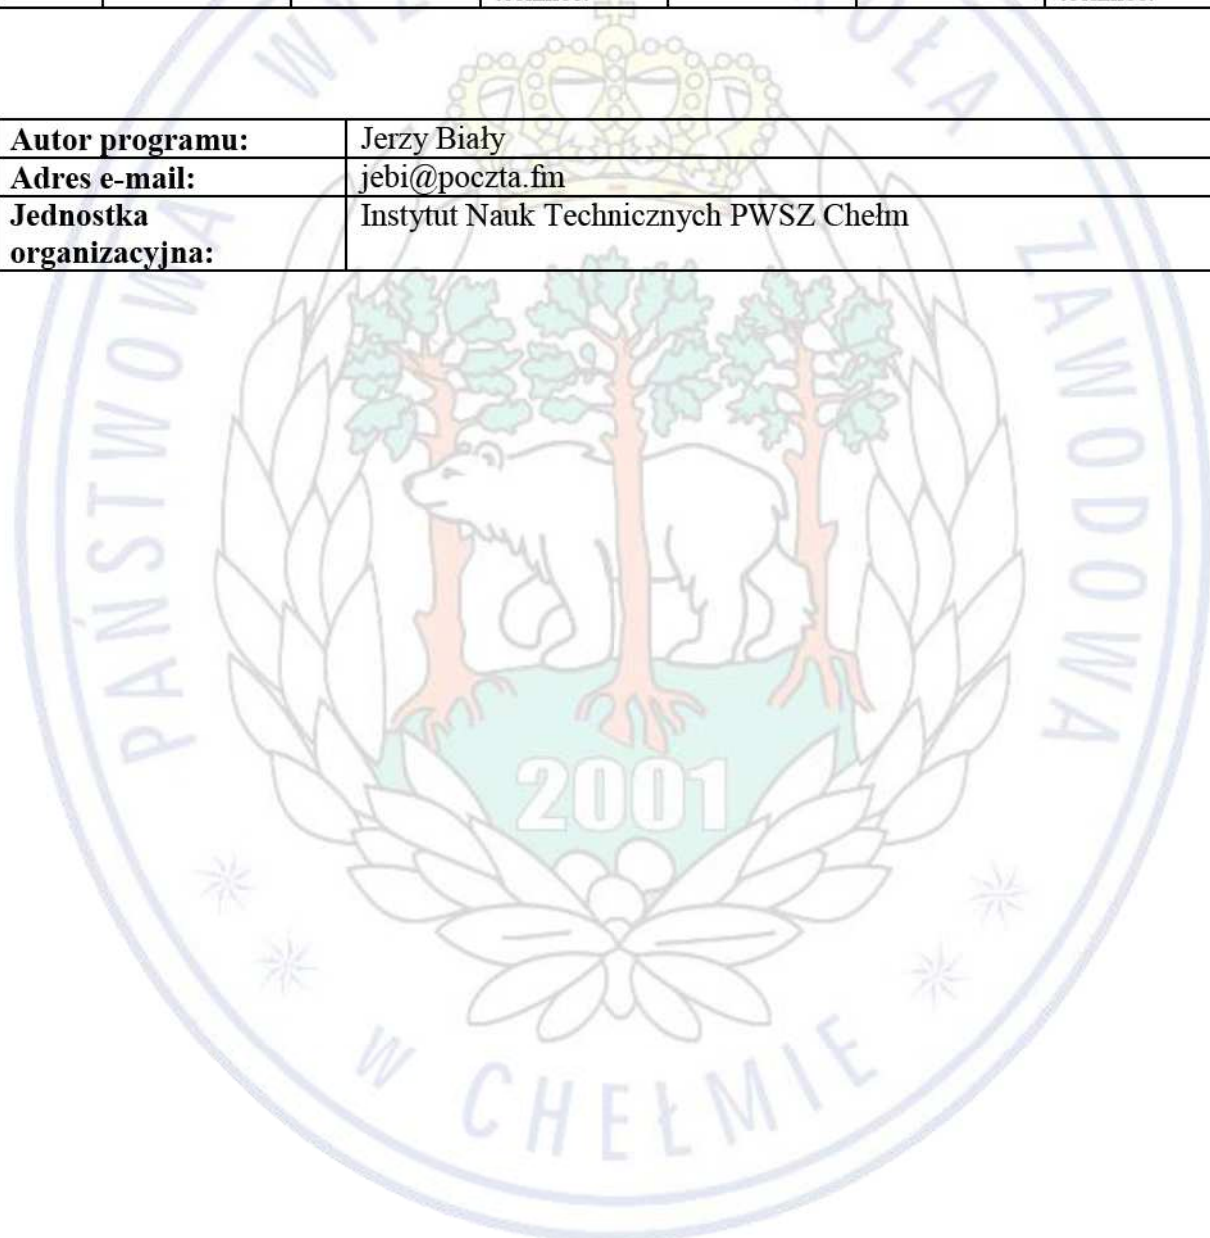 Autor programu: Jerzy Biały
Adres e-mail: jebi@poczta.fm
Jednostka organizacyjna: Instytut Nauk Technicznych PWSZ Chełm
PAŃSTWOWA
ZAWODOWA
2001
W CHEŁMIE